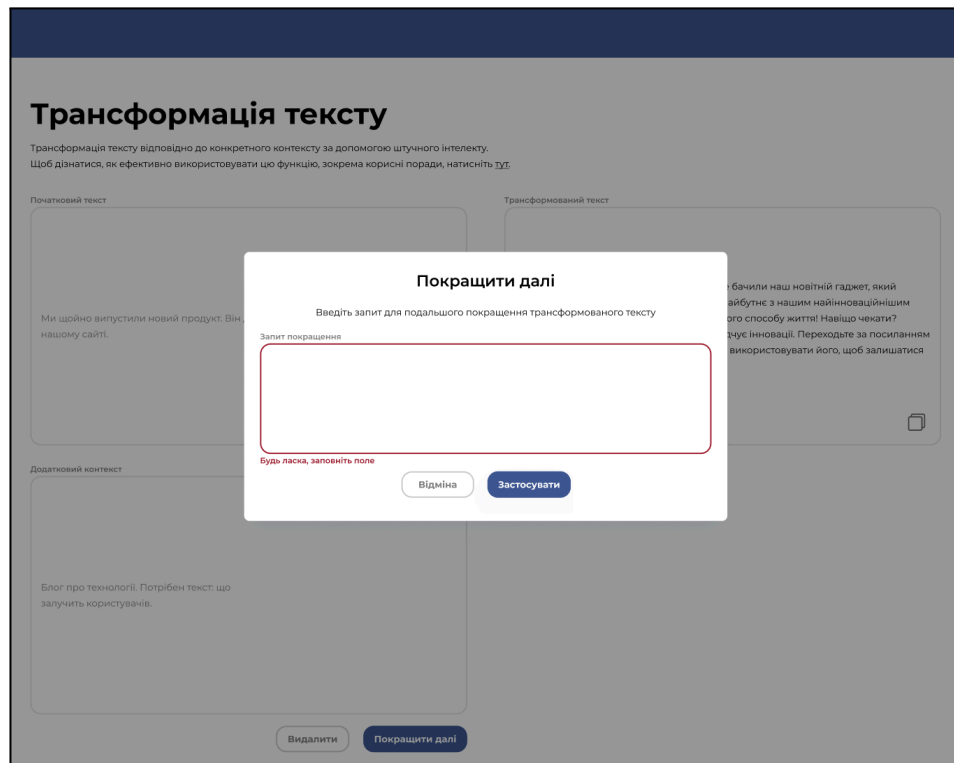 Трансформація тексту
Трансформація тексту відповідно до конкретного контексту за допомогою штучного інтелекту.
Щоб дізнатися, як ефективно використовувати цю функцію, зокрема корисні поради, натисніть тут.
Початковий текст
Ми щойно випустили новий продукт. Він
нашому сайті.
Трансформований текст
бачили наш новітній гаджет, який
айбутнє з нашим найінноваційнішим
ого способу життя! Навіщо чекати?
дчує інновації. Переходьте за посиланням
використовувати його, щоб залишатися
Покращити далі
Введіть запит для подальшого покращення трансформованого тексту
Запит покращення
Будь ласка, заповніть поле
Відміна
Застосувати
Додатковий контекст
Блог про технології. Потрібен текст: що
залучить користувачів.
Видалити
Покращити далі